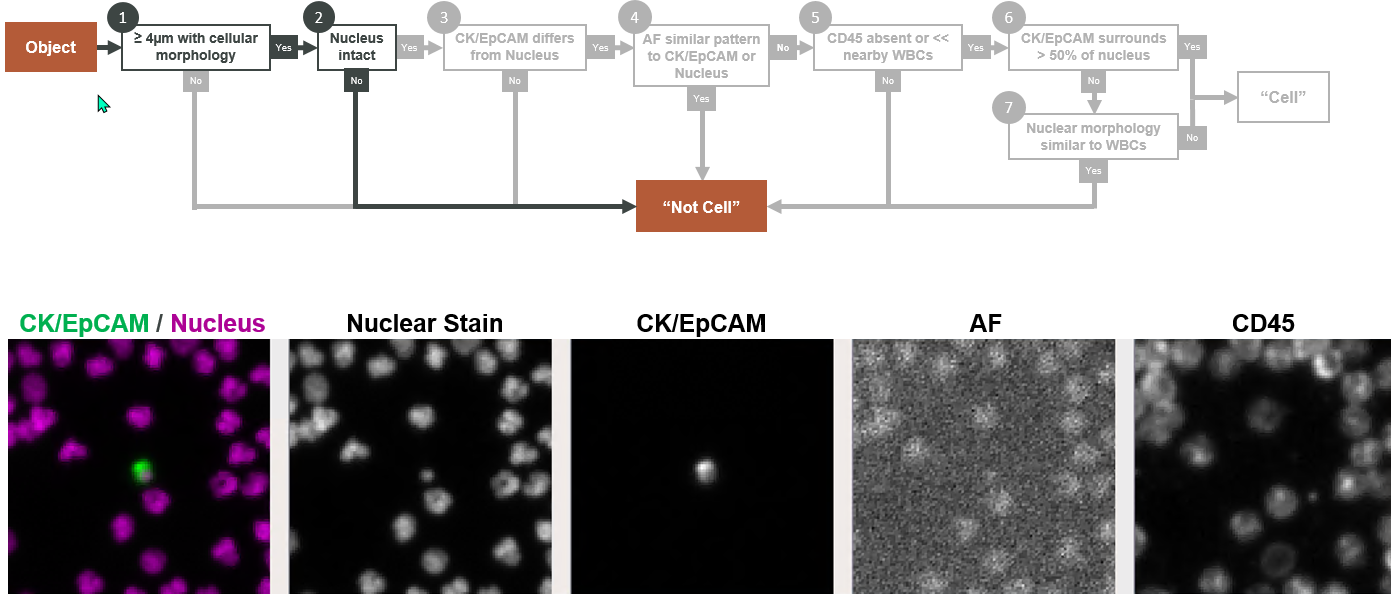 1
2
3
4
5
6
Object
≥ 4µm with cellular
morphology
Yes
No
Nucleus
intact
Yes
No
CK/EpCAM differs
from Nucleus
Yes
No
AF similar pattern
to CK/EpCAM or
Nucleus
No
Yes
CD45 absent or <<
nearby WBCs
Yes
No
CK/EpCAM surrounds
> 50% of nucleus
Yes
No
7
Nuclear morphology
similar to WBCs
No
Yes
“Cell”
“Not Cell”
CK/EpCAM / Nucleus
Nuclear Stain
CK/EpCAM
AF
CD45